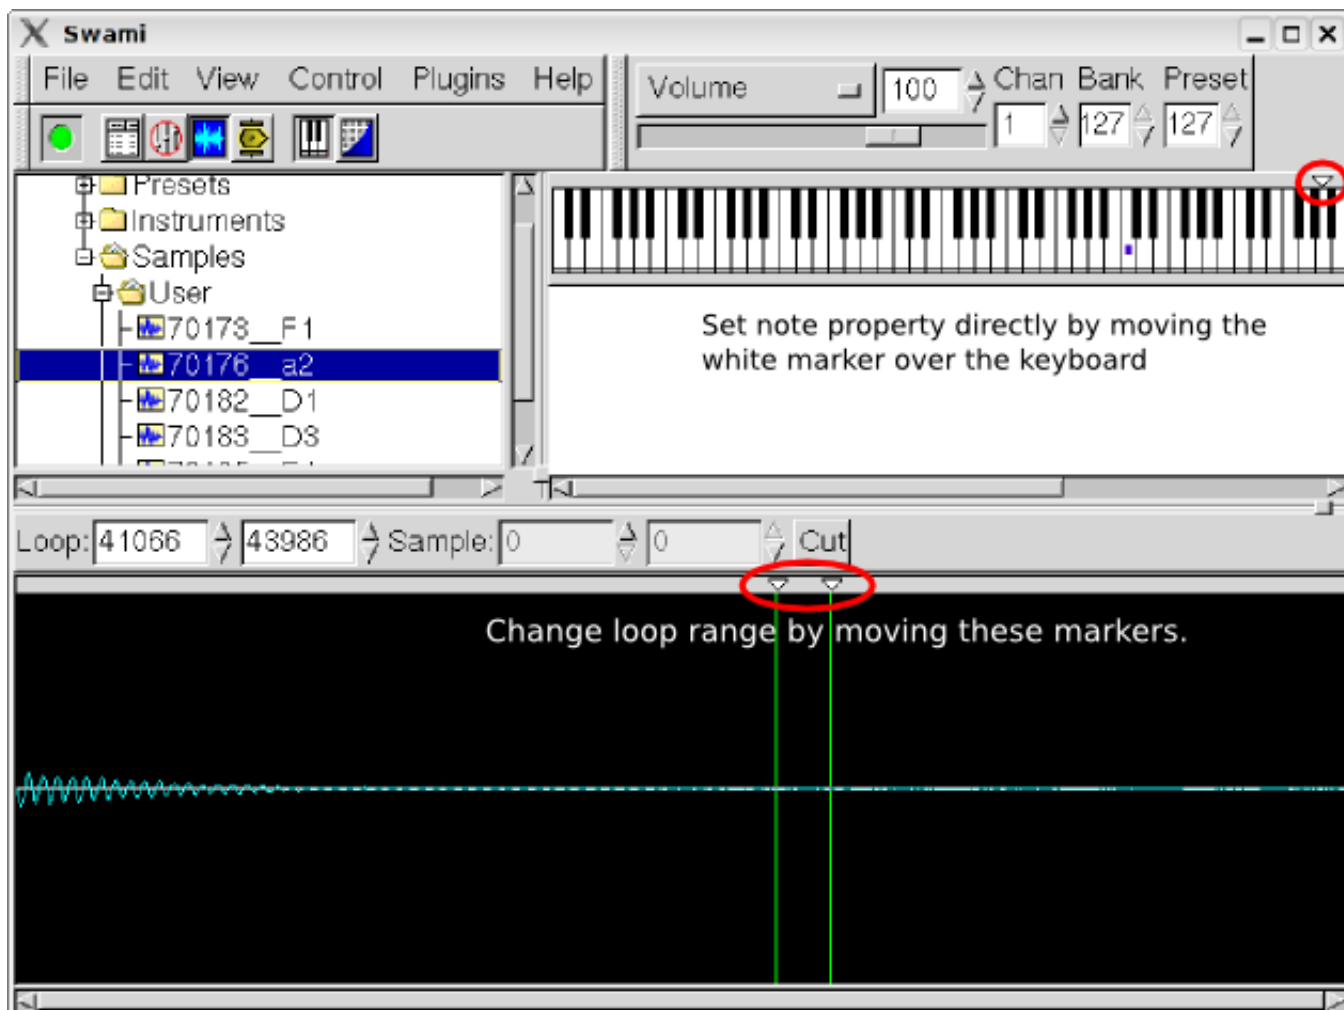 Swami
File Edit View Control Plugins Help
Volume 100 Chan Bank Preset
1 127 127
Presets
Instruments
Samples
User
70173__F1
70176__a2
70182__D1
70183__D3
Set note property directly by moving the
white marker over the keyboard
Loop: 41066 43986 Sample: 0 0 Cut
Change loop range by moving these markers.